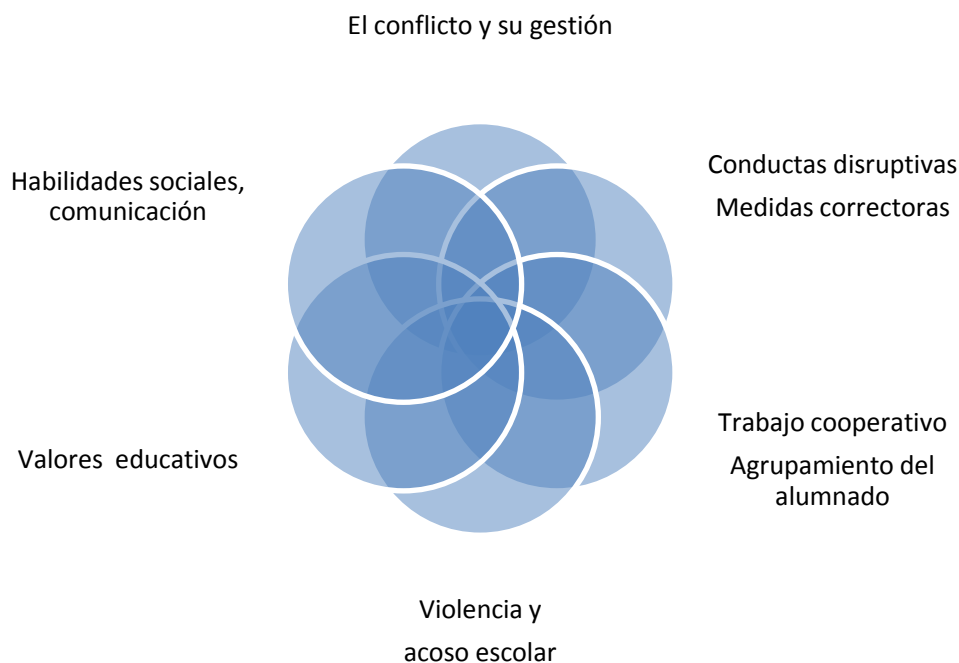 El conflicto y su gestión
Conductas disruptivas
Medidas correctoras
Trabajo cooperativo
Agrupamiento del
alumnado
Violencia y
acoso escolar
Valores  educativos
Habilidades sociales,
comunicación